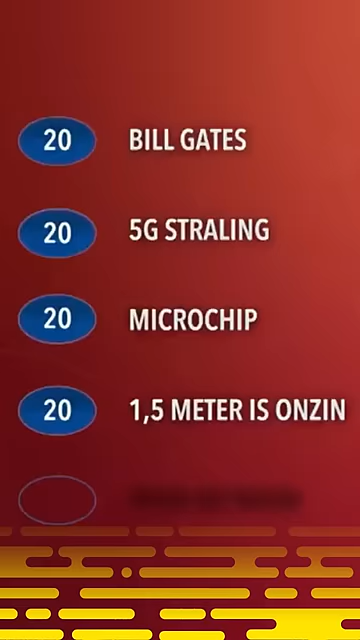 20 BILL GATES
20 5G STRALING
20 MICROCHIP
20 1,5 METER IS ONZIN